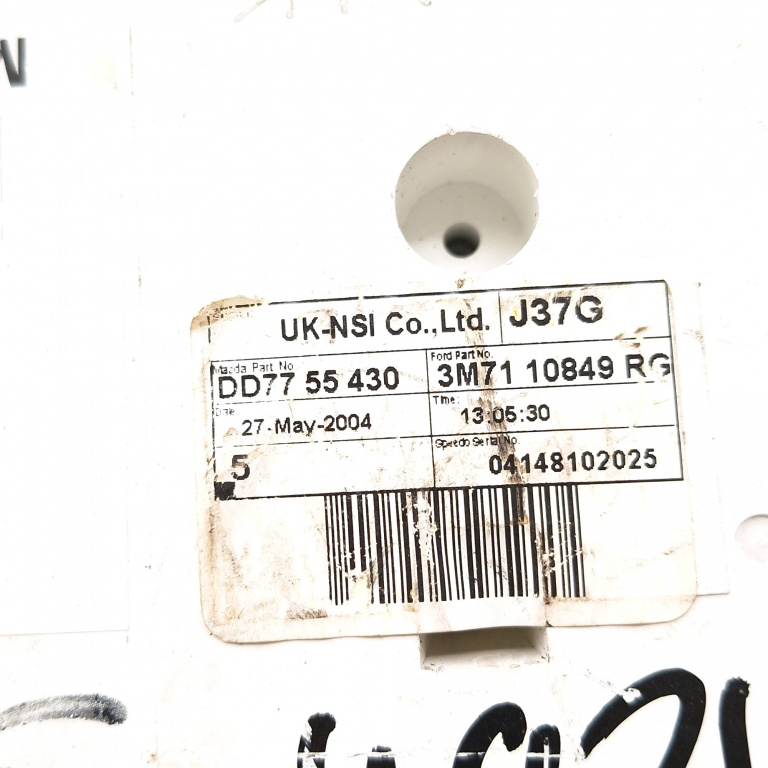 N
UK-NSI Co.,Ltd. J37G
Mazda Part No. Ford Part No.
DD77 55 430 3M71 10849 RG
Date Time:
27-May-2004 13:05:30
Speedo Serial No.
5 04148102025